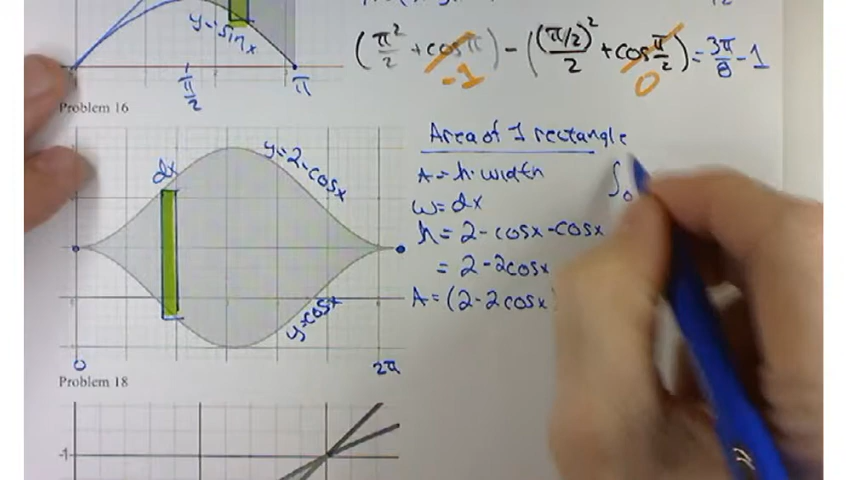 y=sinx
π/2
π
(π²/2 + cosπ) - ((π/2)²/2 + cos π/2) = 3π/8 - 1
-1
0
Problem 16
dx
y=2-cosx
y=cosx
0
2π
Area of 1 rectangle
A = h·width
w = dx
h = 2-cosx-cosx
= 2-2cosx
A = (2-2cosx)
∫0
Problem 18
-1